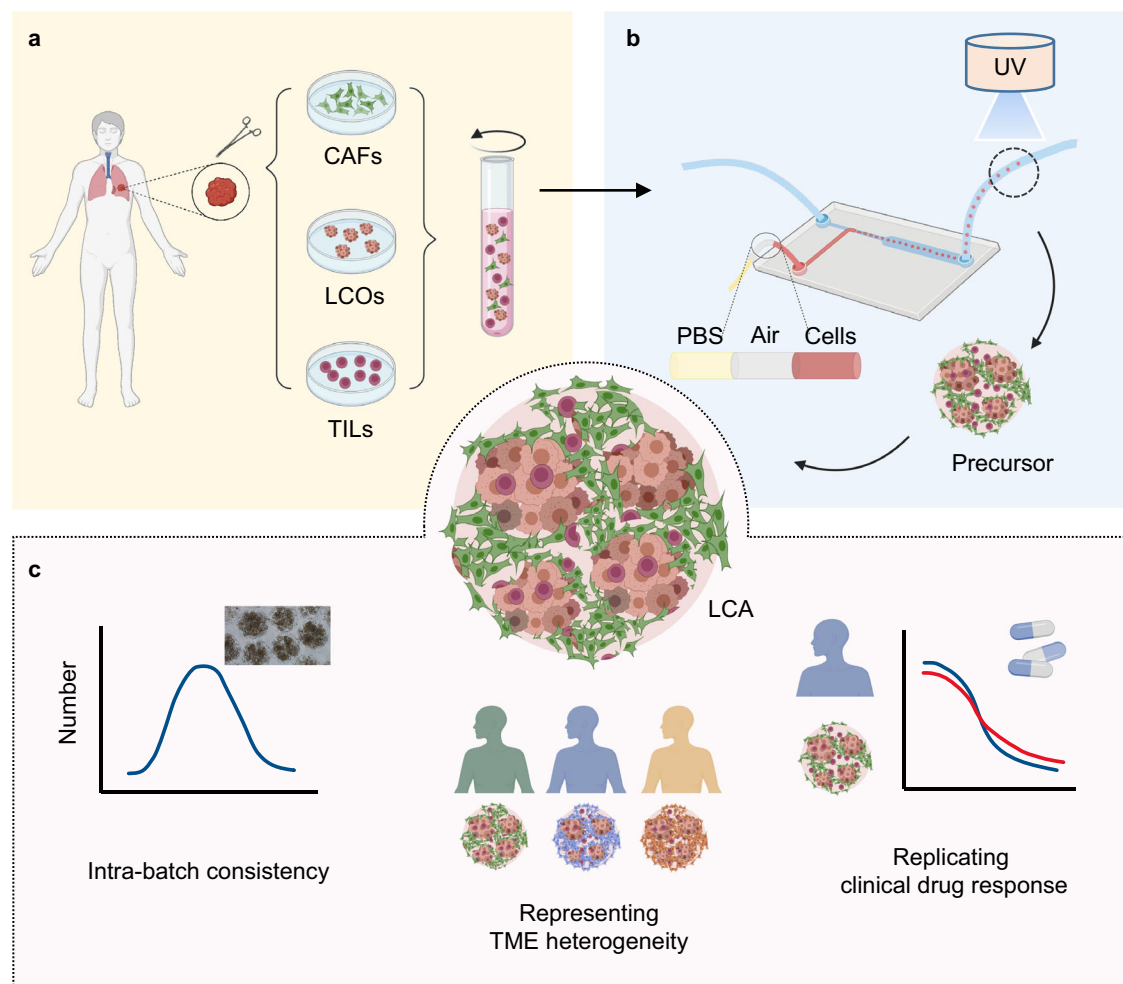 a
CAFs
LCOs
TILs
b
UV
PBS
Air
Cells
Precursor
LCA
c
Number
Intra-batch consistency
Representing
TME heterogeneity
Replicating
clinical drug response